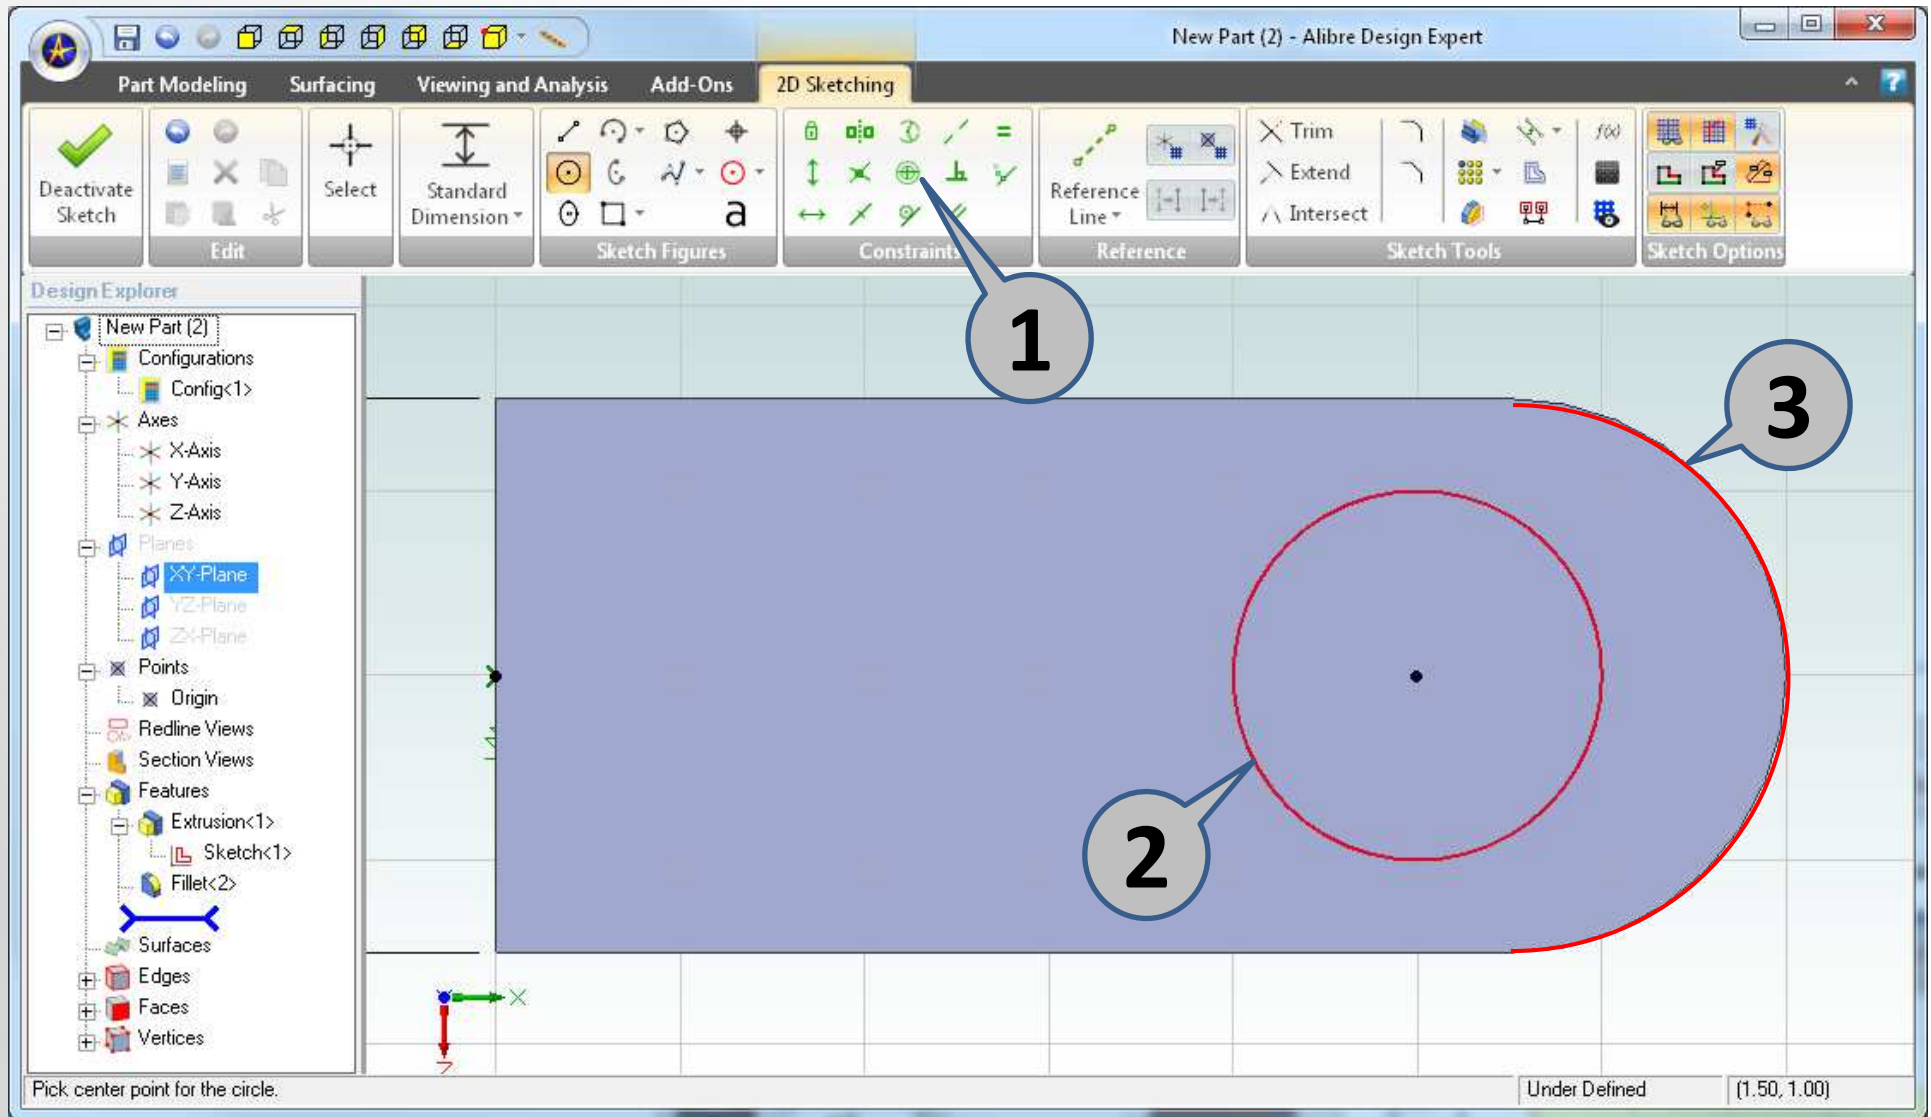 New Part (2) - Alibre Design Expert
Part Modeling
Surfacing
Viewing and Analysis
Add-Ons
2D Sketching
Deactivate
Sketch
Edit
Select
Standard
Dimension
a
Sketch Figures
Constraints
Reference
Line
Reference
Trim
Extend
Intersect
f(x)
Sketch Tools
Sketch Options
Design Explorer
New Part (2)
Configurations
Config<1>
Axes
X-Axis
Y-Axis
Z-Axis
Planes
XY-Plane
YZ-Plane
ZX-Plane
Points
Origin
Redline Views
Section Views
Features
Extrusion<1>
Sketch<1>
Fillet<2>
Surfaces
Edges
Faces
Vertices
1
2
3
X
Z
Pick center point for the circle.
Under Defined
(1.50, 1.00)